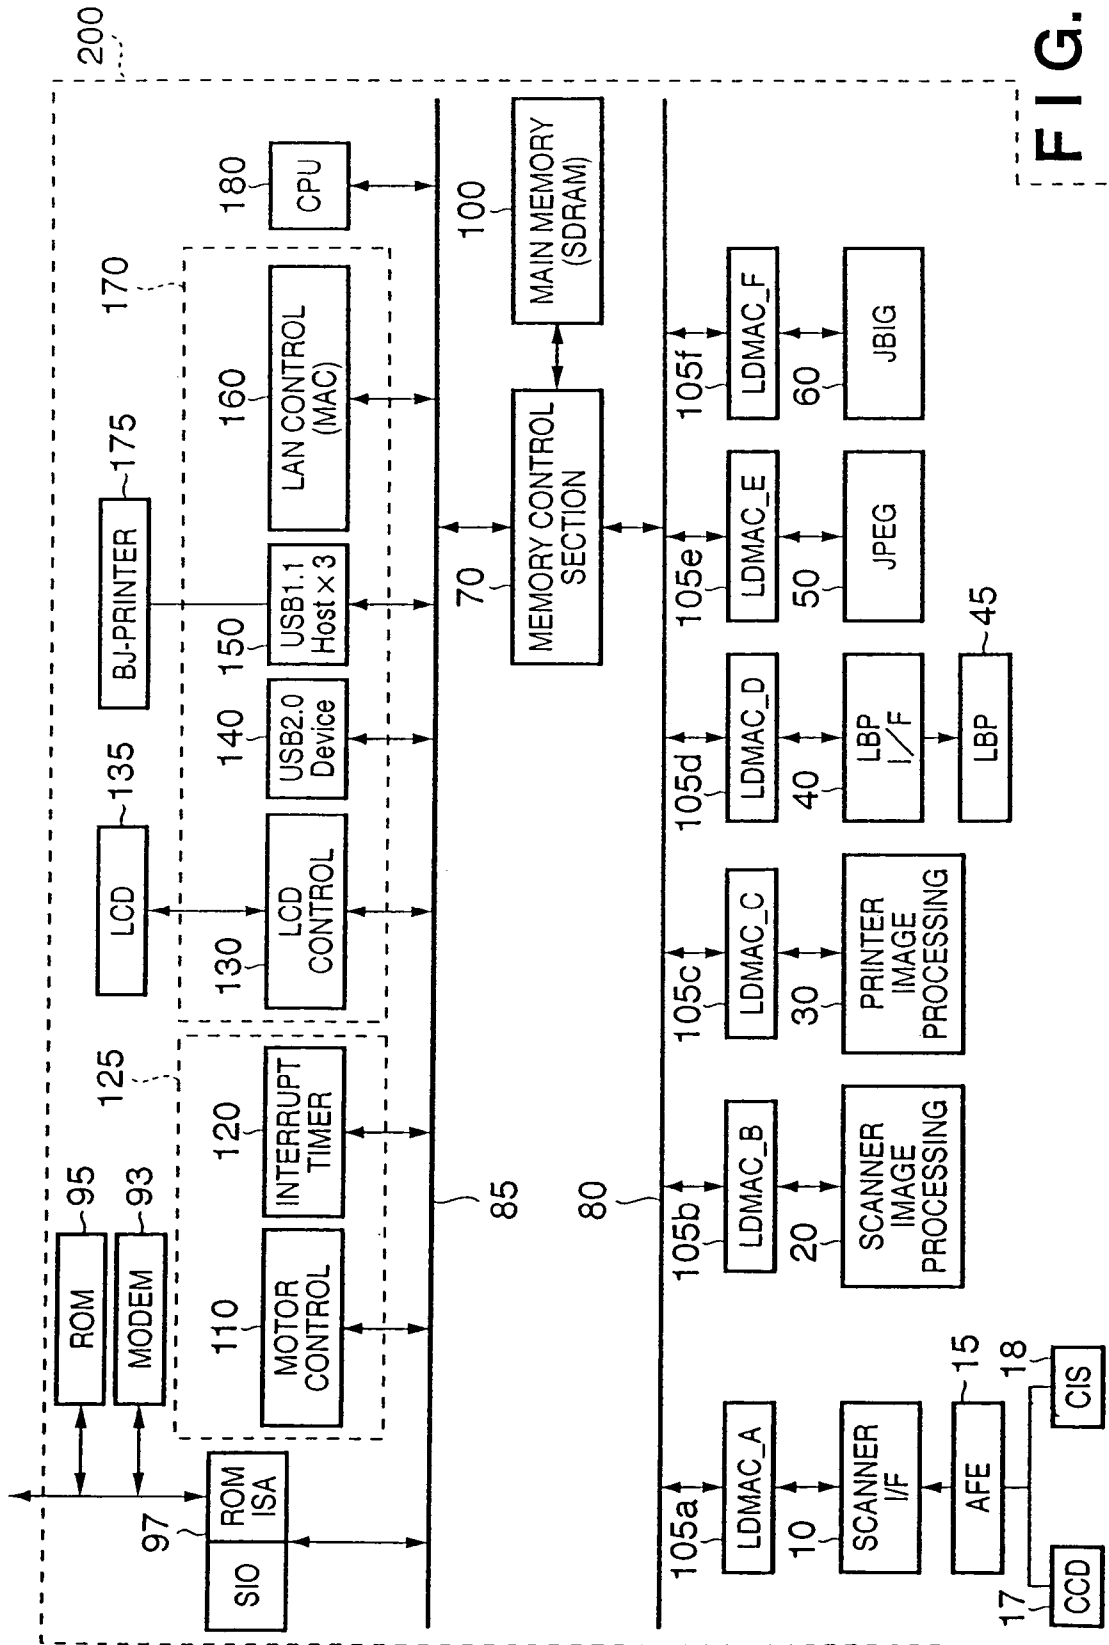 200
ROM
95
MODEM
93
97
ROM
ISA
SIO
125
110
MOTOR
CONTROL
120
INTERRUPT
TIMER
LCD
135
BJ-PRINTER
175
170
130
LCD
CONTROL
140
USB2.0
Device
150
USB1.1
Host×3
160
LAN CONTROL
(MAC)
180
CPU
85
70
MEMORY CONTROL
SECTION
100
MAIN MEMORY
(SDRAM)
80
105a
LDMAC_A
105b
LDMAC_B
105c
LDMAC_C
105d
LDMAC_D
105e
LDMAC_E
105f
LDMAC_F
10
SCANNER
I/F
20
SCANNER
IMAGE
PROCESSING
30
PRINTER
IMAGE
PROCESSING
40
LBP
I/F
50
JPEG
60
JBIG
AFE
15
LBP
45
17
CCD
CIS
18
FIG.